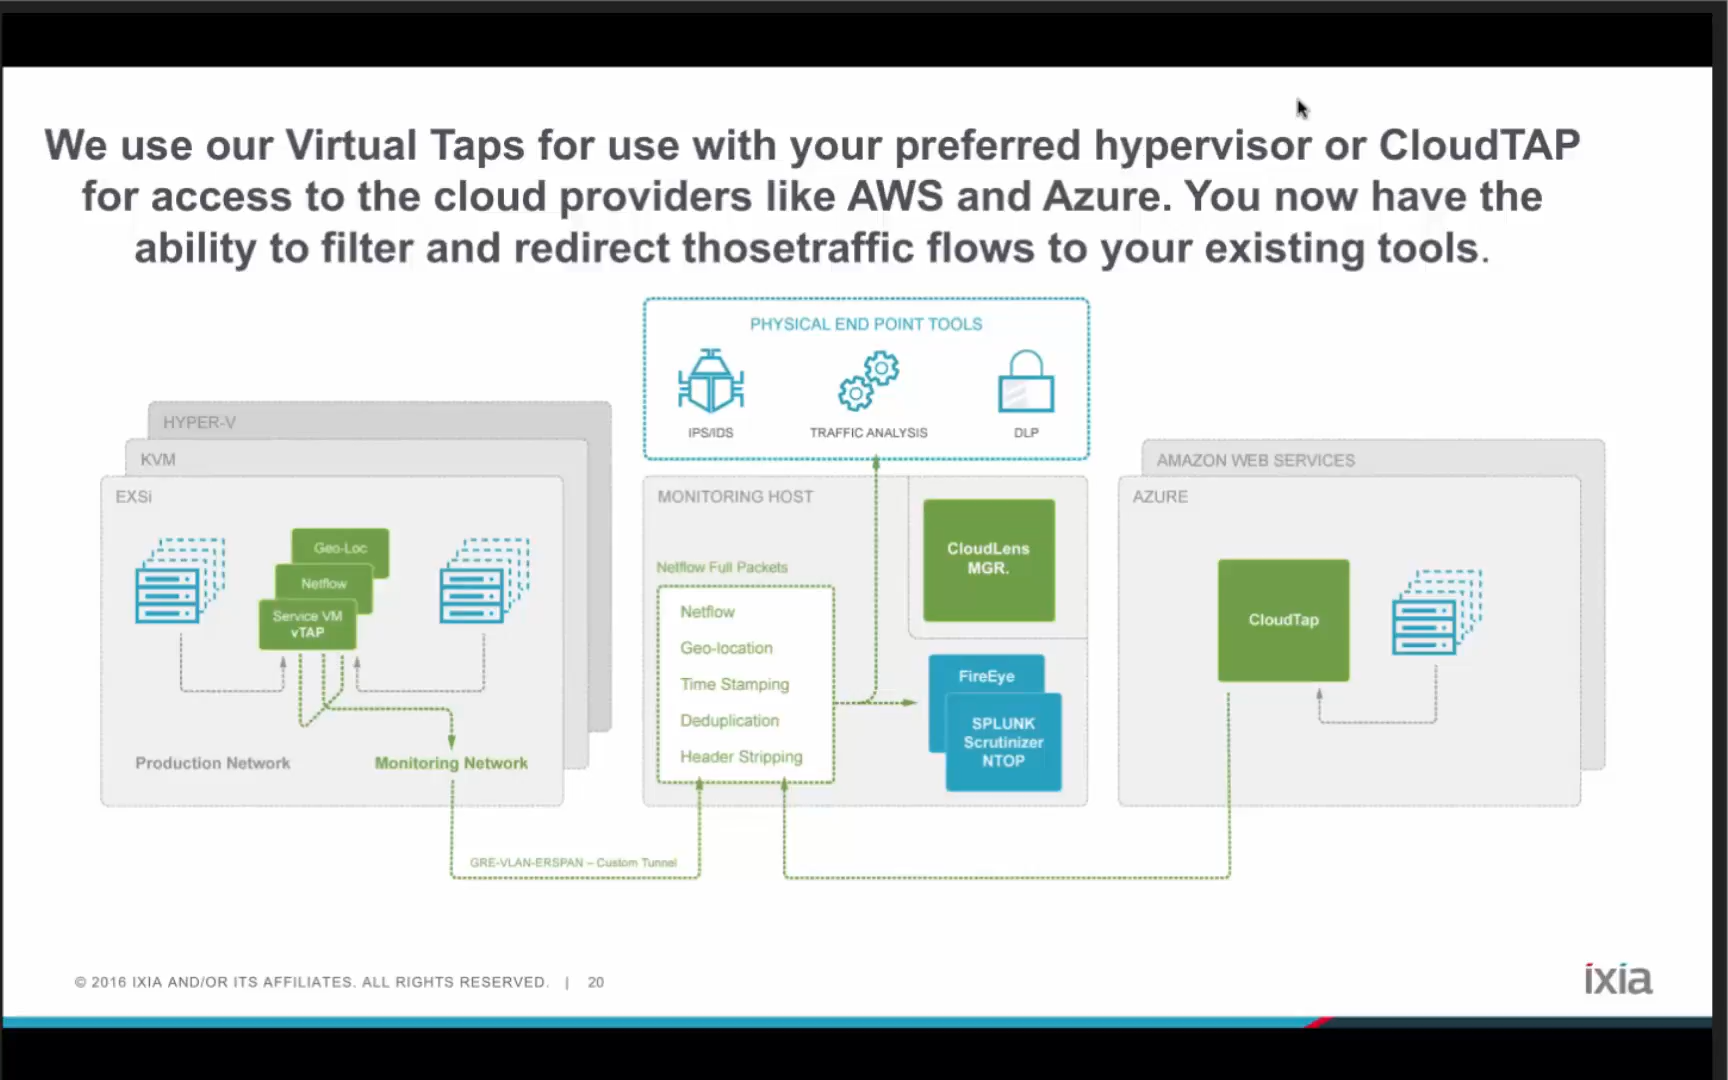 We use our Virtual Taps for use with your preferred hypervisor or CloudTAP
for access to the cloud providers like AWS and Azure. You now have the
ability to filter and redirect thosetraffic flows to your existing tools.
PHYSICAL END POINT TOOLS
IPS/IDS
TRAFFIC ANALYSIS
DLP
HYPER-V
KVM
EXSi
Geo-Loc
Netflow
Service VM
vTAP
Production Network
Monitoring Network
GRE-VLAN-ERSPAN – Custom Tunnel
MONITORING HOST
Netflow Full Packets
Netflow
Geo-location
Time Stamping
Deduplication
Header Stripping
CloudLens
MGR.
FireEye
SPLUNK
Scrutinizer
NTOP
AMAZON WEB SERVICES
AZURE
CloudTap
© 2016 IXIA AND/OR ITS AFFILIATES. ALL RIGHTS RESERVED. | 20
ixia